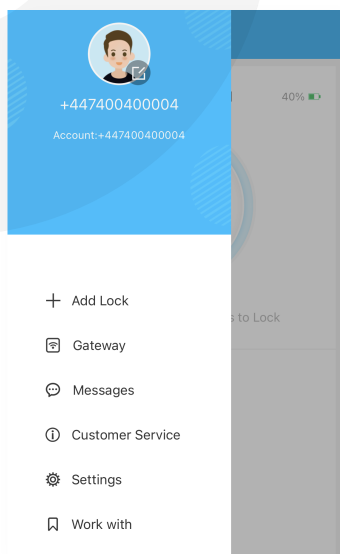 +447400400004
40%
Account:+447400400004
s to Lock
Add Lock
Gateway
Messages
Customer Service
Settings
Work with